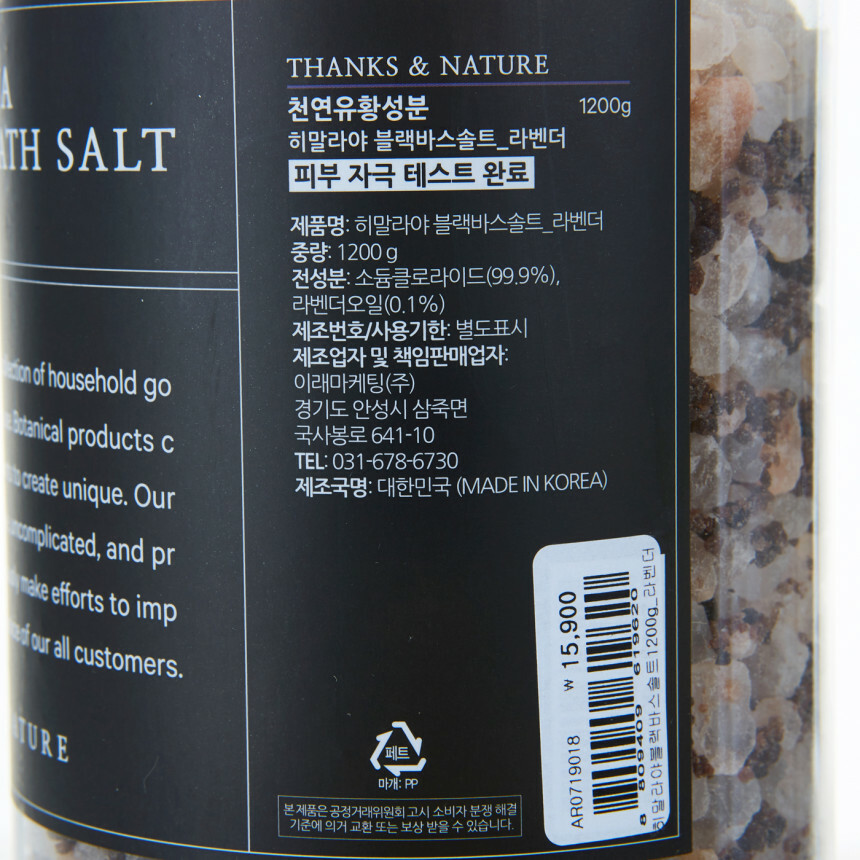 A
ATH SALT
ection of household go
Botanical products c
to create unique. Our
uncomplicated, and pr
make efforts to imp
of our all customers.
ATURE
THANKS & NATURE
천연유황성분 1200g
히말라야 블랙바스솔트_라벤더
피부 자극 테스트 완료
제품명: 히말라야 블랙바스솔트_라벤더
중량: 1200 g
전성분: 소듐클로라이드(99.9%),
라벤더오일(0.1%)
제조번호/사용기한: 별도표시
제조업자 및 책임판매업자:
이래마케팅(주)
경기도 안성시 삼죽면
국사봉로 641-10
TEL: 031-678-6730
제조국명: 대한민국 (MADE IN KOREA)
페트
마개: PP
본 제품은 공정거래위원회 고시 소비자 분쟁 해결
기준에 의거 교환 또는 보상 받을 수 있습니다.
AR0719018
₩ 15,900
8 809409 619620
히말라야블랙바스솔트1200g_라벤더